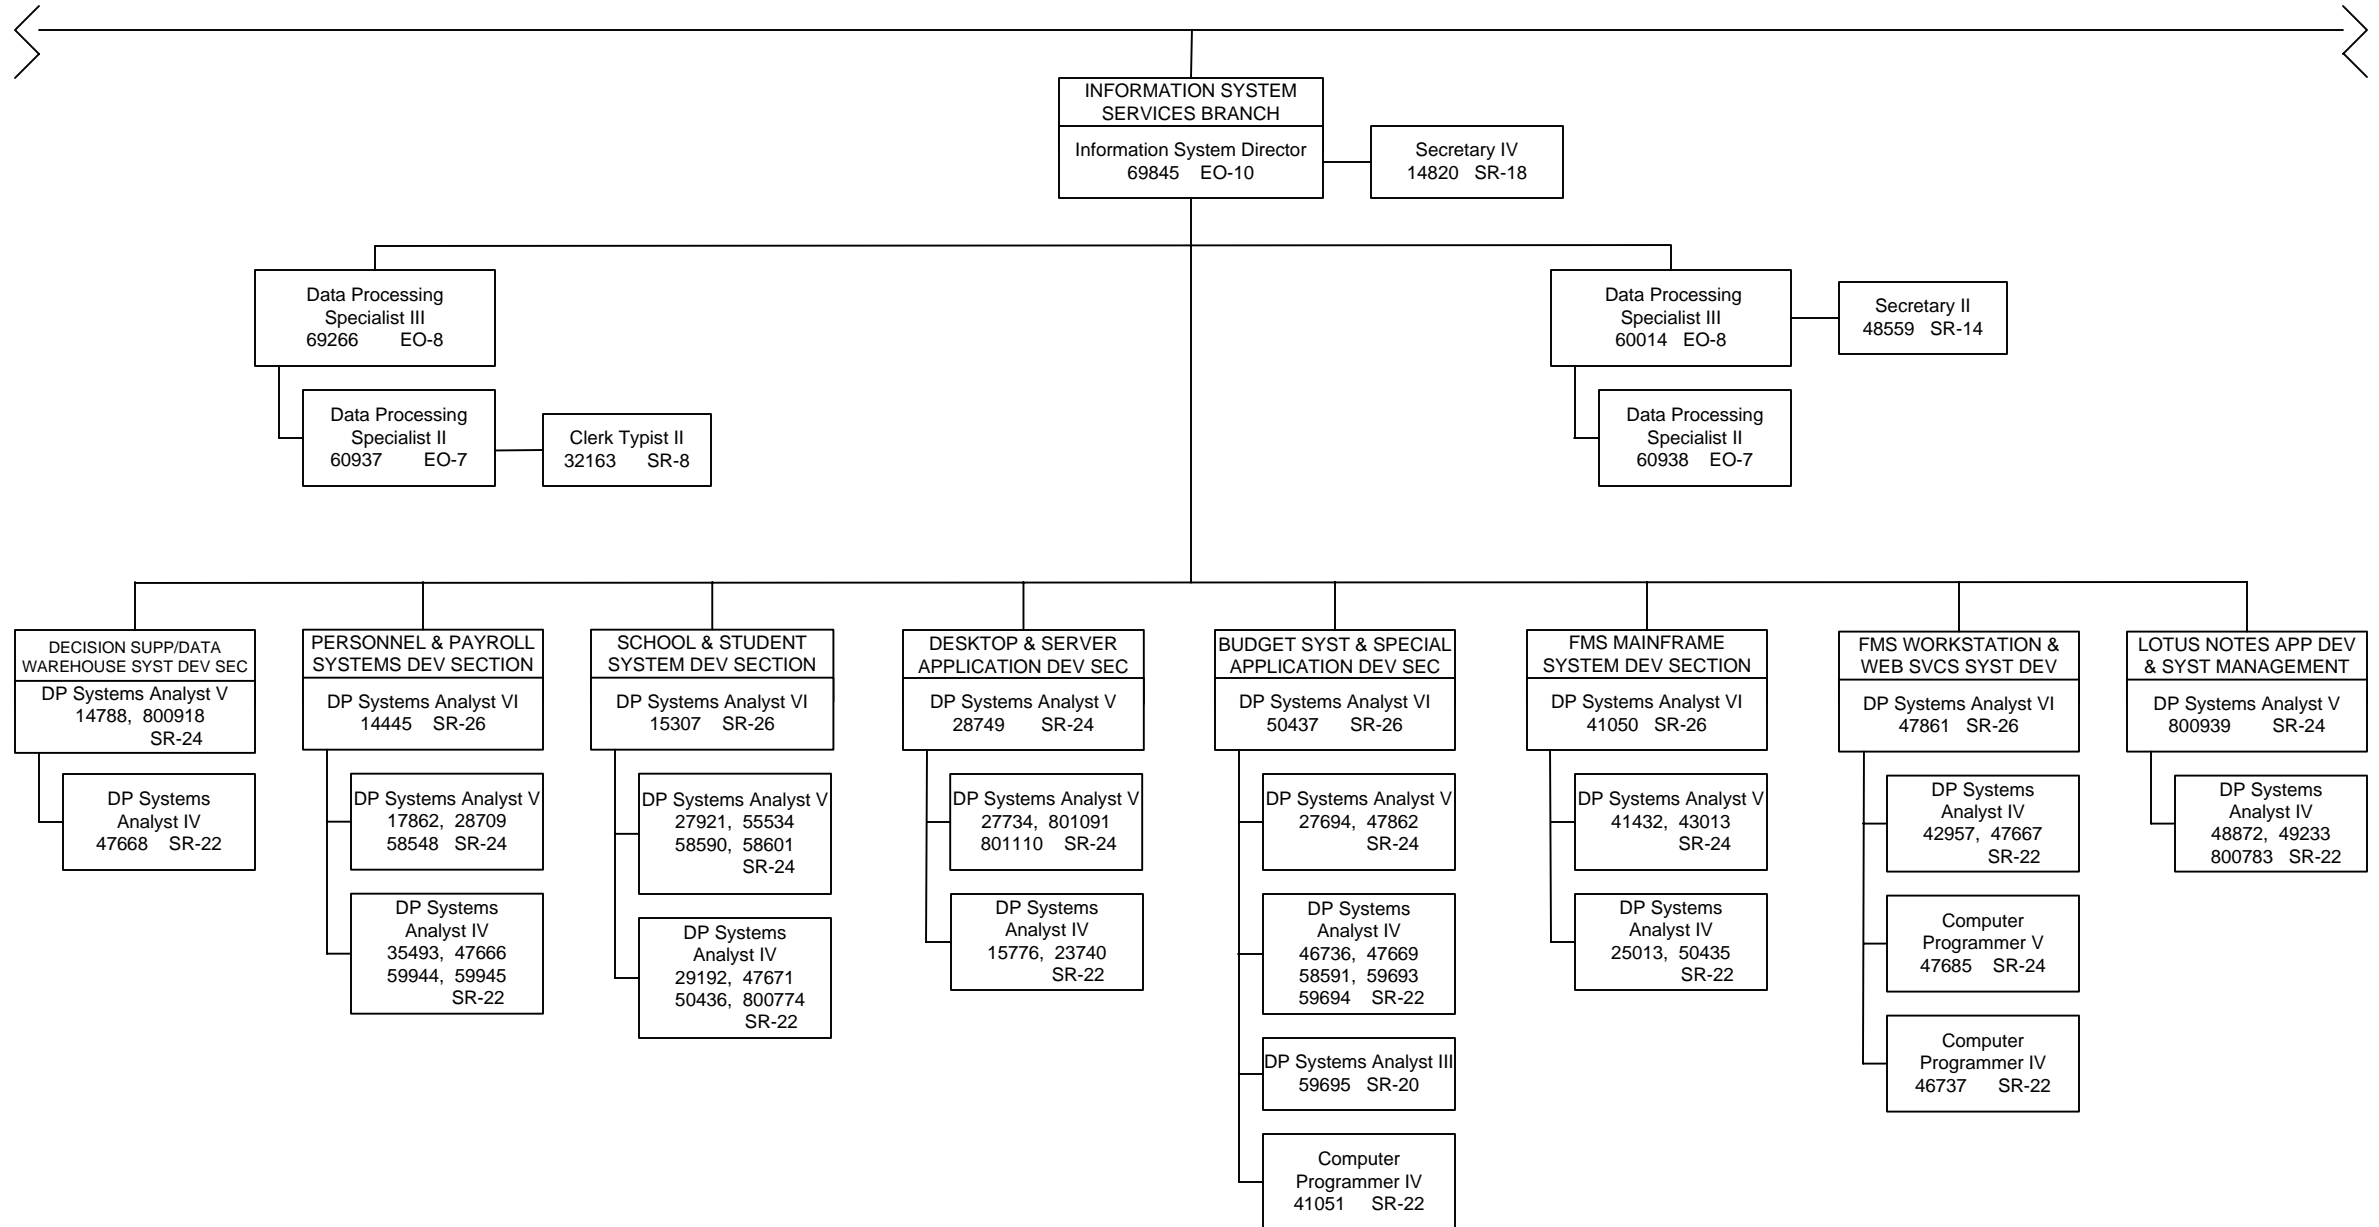 INFORMATION SYSTEM
SERVICES BRANCH
Information System Director
69845 EO-10
Secretary IV
14820 SR-18
Data Processing
Specialist III
69266 EO-8
Data Processing
Specialist II
60937 EO-7
Clerk Typist II
32163 SR-8
Data Processing
Specialist III
60014 EO-8
Secretary II
48559 SR-14
Data Processing
Specialist II
60938 EO-7
DECISION SUPP/DATA
WAREHOUSE SYST DEV SEC
DP Systems Analyst V
14788, 800918
SR-24
DP Systems
Analyst IV
47668 SR-22
PERSONNEL & PAYROLL
SYSTEMS DEV SECTION
DP Systems Analyst VI
14445 SR-26
DP Systems Analyst V
17862, 28709
58548 SR-24
DP Systems
Analyst IV
35493, 47666
59944, 59945
SR-22
SCHOOL & STUDENT
SYSTEM DEV SECTION
DP Systems Analyst VI
15307 SR-26
DP Systems Analyst V
27921, 55534
58590, 58601
SR-24
DP Systems
Analyst IV
29192, 47671
50436, 800774
SR-22
DESKTOP & SERVER
APPLICATION DEV SEC
DP Systems Analyst V
28749 SR-24
DP Systems Analyst V
27734, 801091
801110 SR-24
DP Systems
Analyst IV
15776, 23740
SR-22
BUDGET SYST & SPECIAL
APPLICATION DEV SEC
DP Systems Analyst VI
50437 SR-26
DP Systems Analyst V
27694, 47862
SR-24
DP Systems
Analyst IV
46736, 47669
58591, 59693
59694 SR-22
DP Systems Analyst III
59695 SR-20
Computer
Programmer IV
41051 SR-22
FMS MAINFRAME
SYSTEM DEV SECTION
DP Systems Analyst VI
41050 SR-26
DP Systems Analyst V
41432, 43013
SR-24
DP Systems
Analyst IV
25013, 50435
SR-22
FMS WORKSTATION &
WEB SVCS SYST DEV
DP Systems Analyst VI
47861 SR-26
DP Systems
Analyst IV
42957, 47667
SR-22
Computer
Programmer V
47685 SR-24
Computer
Programmer IV
46737 SR-22
LOTUS NOTES APP DEV
& SYST MANAGEMENT
DP Systems Analyst V
800939 SR-24
DP Systems
Analyst IV
48872, 49233
800783 SR-22